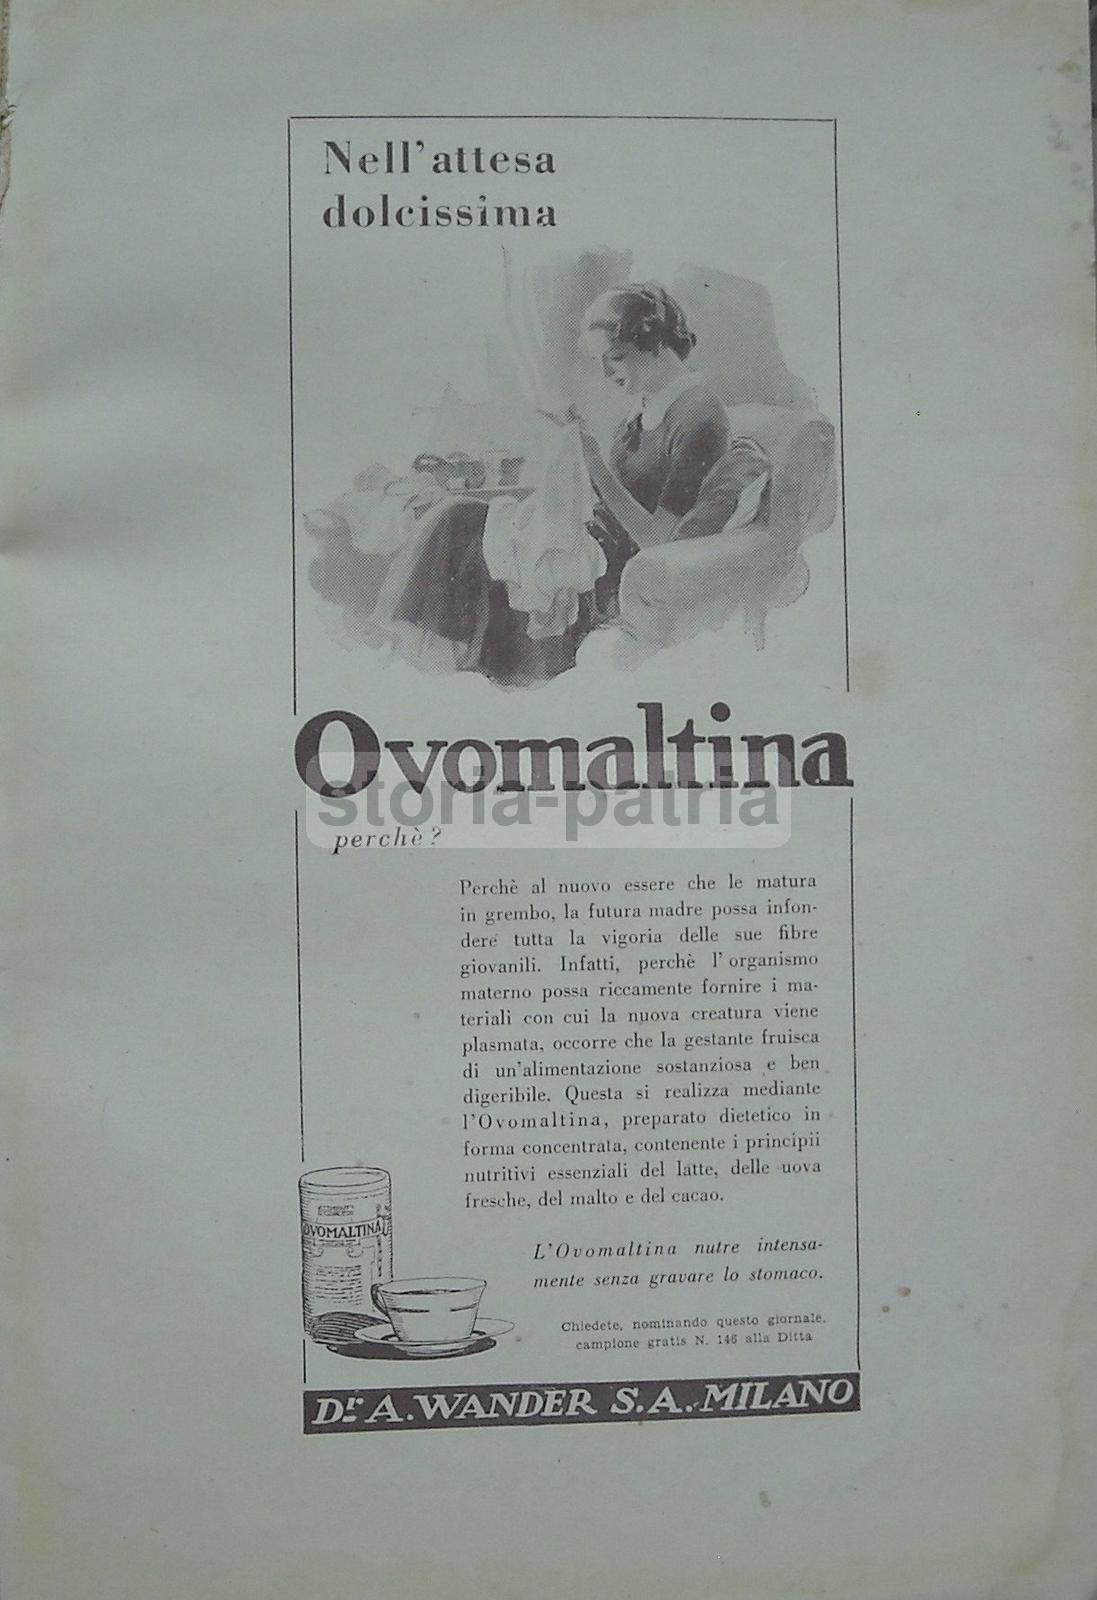 Nell'attesa
dolcissima
Ovomaltina
storia-patria
perchè?
Perchè al nuovo essere che le matura
in grembo, la futura madre possa infon-
dere tutta la vigoria delle sue fibre
giovanili. Infatti, perchè l'organismo
materno possa riccamente fornire i ma-
teriali con cui la nuova creatura viene
plasmata, occorre che la gestante fruisca
di un'alimentazione sostanziosa e ben
digeribile. Questa si realizza mediante
l'Ovomaltina, preparato dietetico in
forma concentrata, contenente i principii
nutritivi essenziali del latte, delle uova
fresche, del malto e del cacao.
OVOMALTINA
L'Ovomaltina nutre intensa-
mente senza gravare lo stomaco.
Chiedete, nominando questo giornale,
campione gratis N. 146 alla Ditta
Dr. A. WANDER S.A. MILANO